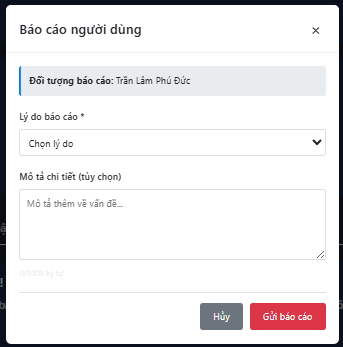 Báo cáo người dùng ×
Đối tượng báo cáo: Trần Lâm Phú Đức
Lý do báo cáo *
Chọn lý do
Mô tả chi tiết (tùy chọn)
Mô tả thêm về vấn đề...
0/1000 ký tự
Hủy Gửi báo cáo